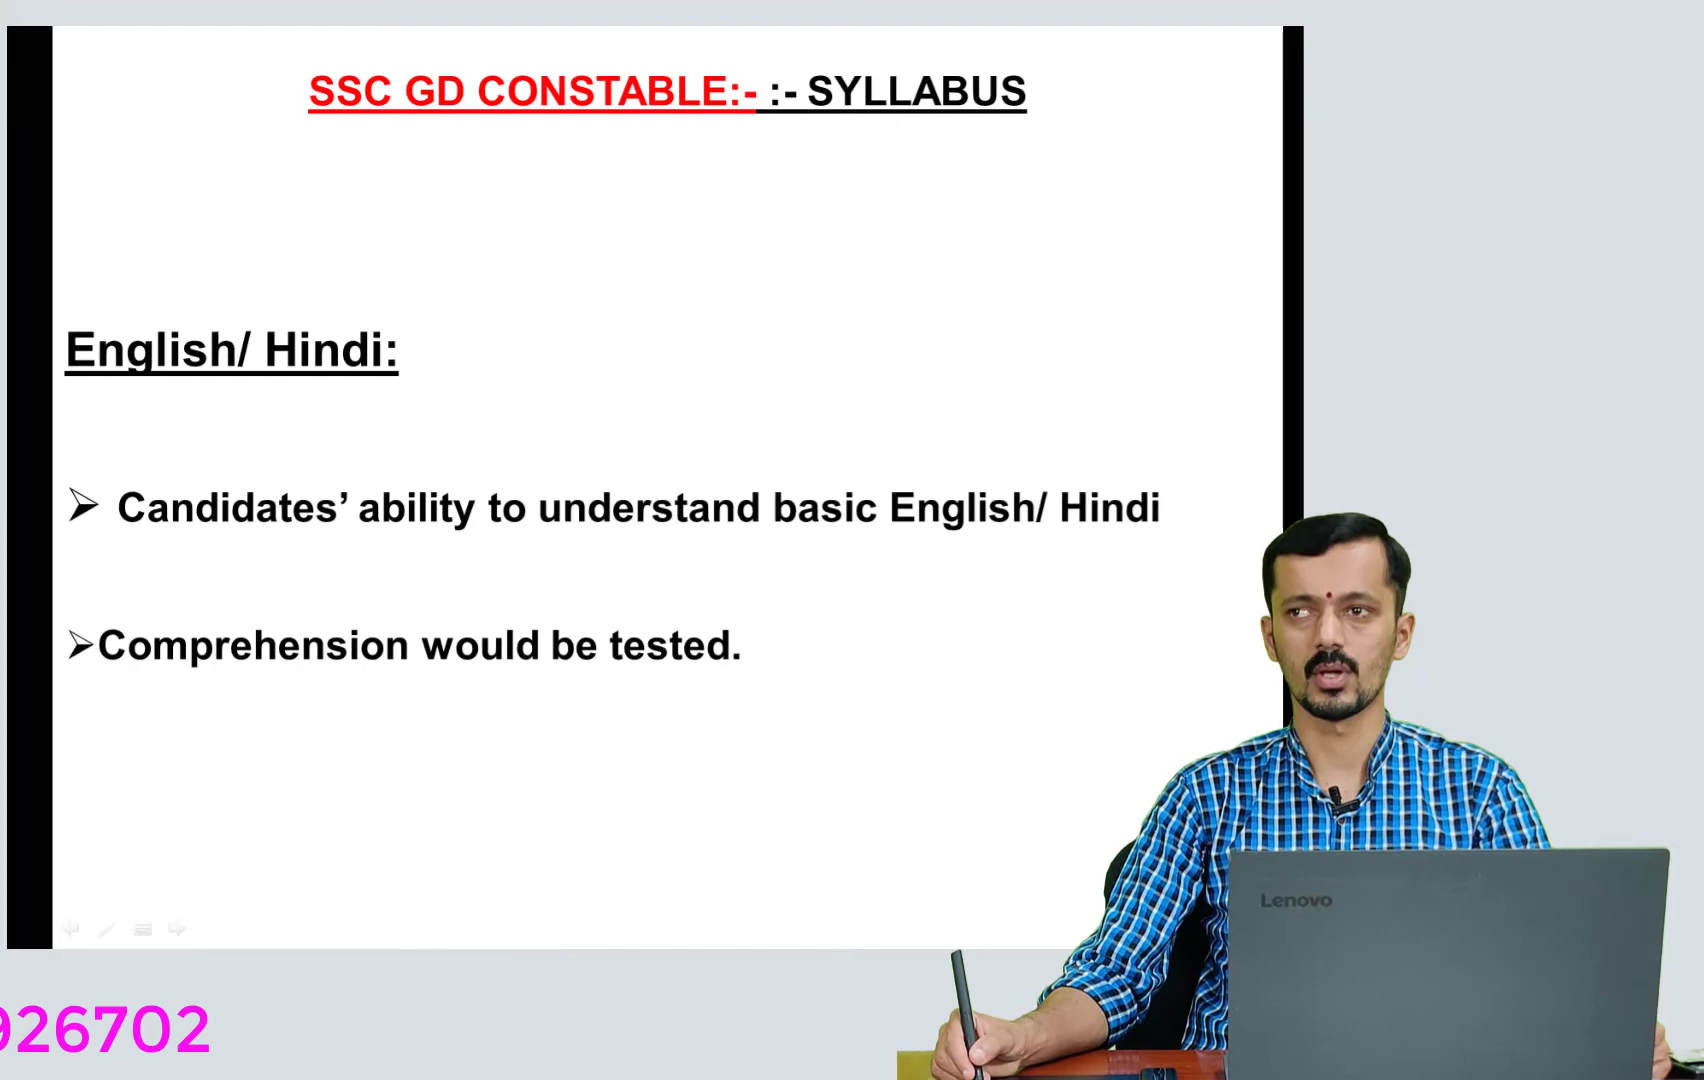 SSC GD CONSTABLE:- :- SYLLABUS
English/ Hindi:
➢ Candidates’ ability to understand basic English/ Hindi
➢Comprehension would be tested.
Lenovo
926702